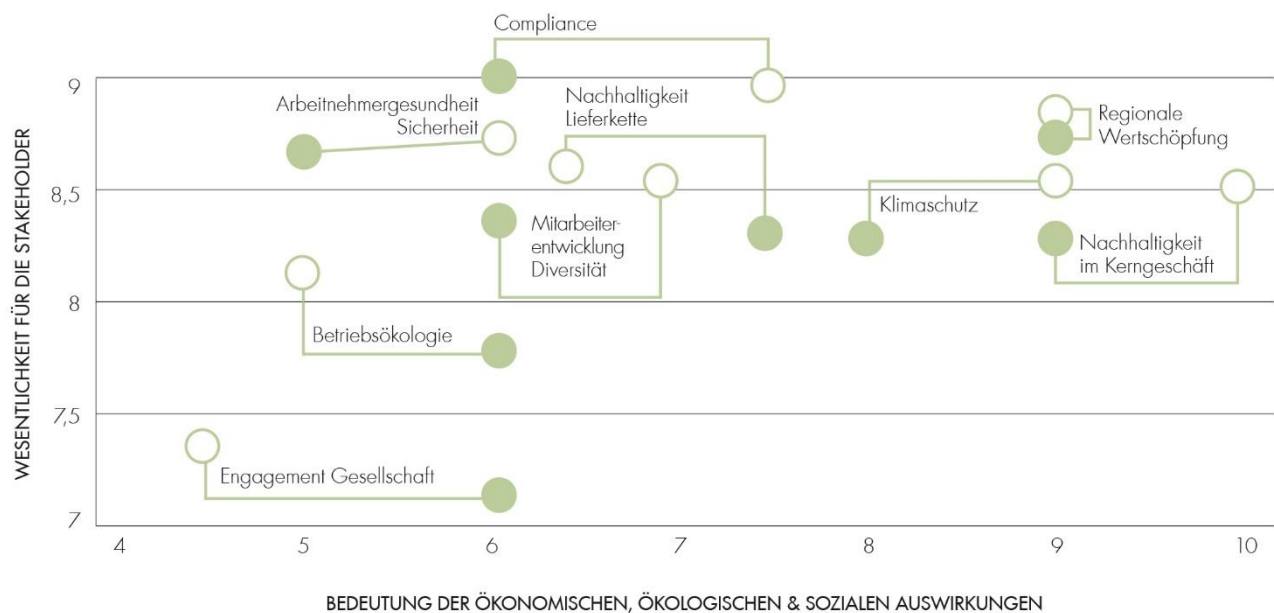 Compliance
9
Arbeitnehmergesundheit
Sicherheit
Nachhaltigkeit
Lieferkette
Regionale
Wertschöpfung
8,5
Klimaschutz
Mitarbeiter-
entwicklung
Diversität
Nachhaltigkeit
im Kerngeschäft
8
Betriebsökologie
7,5
Engagement Gesellschaft
7
4 5 6 7 8 9 10
WESENTLICHKEIT FÜR DIE STAKEHOLDER
BEDEUTUNG DER ÖKONOMISCHEN, ÖKOLOGISCHEN & SOZIALEN AUSWIRKUNGEN